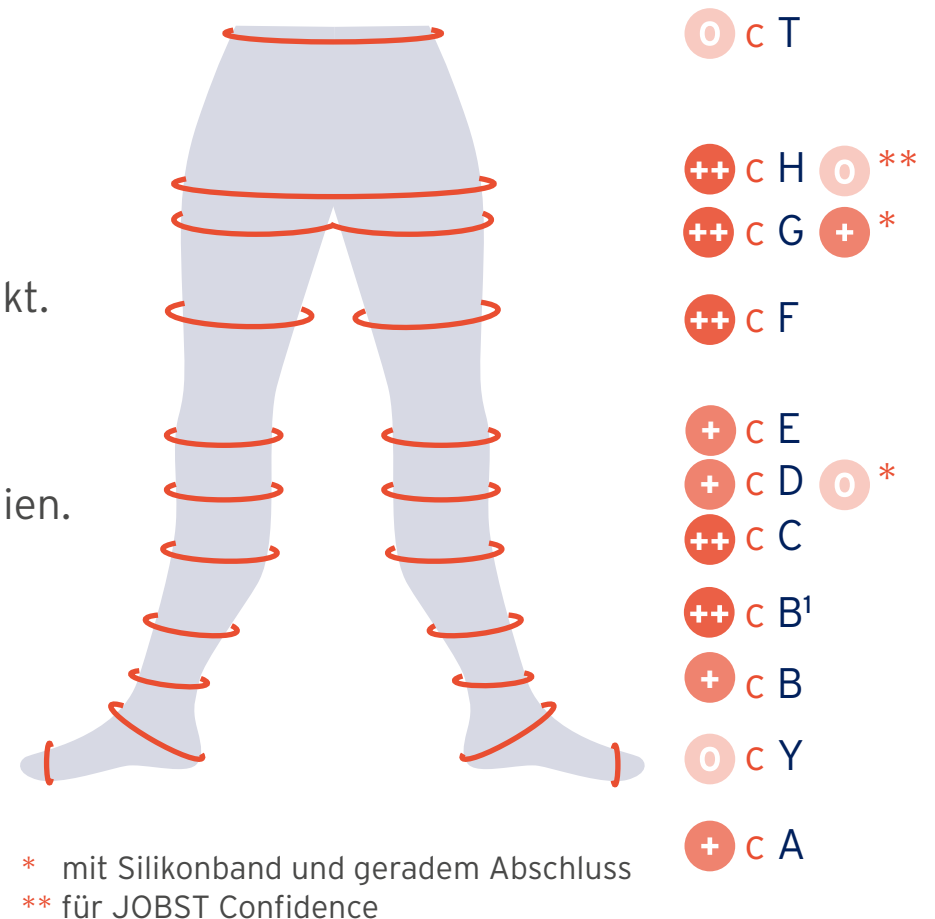 o c T
++ c H o **
++ c G + *
kt.
++ c F
+ c E
+ c D o *
ien.
++ c C
++ c B¹
+ c B
o c Y
+ c A
* mit Silikonband und geradem Abschluss
** für JOBST Confidence